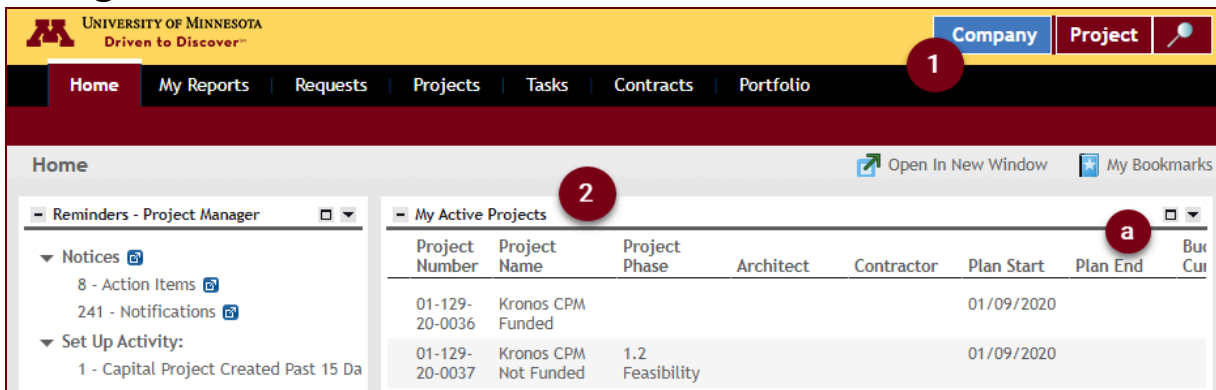 UNIVERSITY OF MINNESOTA
Driven to Discover℠
Company Project
1
Home My Reports Requests Projects Tasks Contracts Portfolio
Home Open In New Window My Bookmarks
2
Reminders - Project Manager
Notices
8 - Action Items
241 - Notifications
Set Up Activity:
1 - Capital Project Created Past 15 Da
My Active Projects
a
Project Project Project Buc
Number Name Phase Architect Contractor Plan Start Plan End Cur
01-129- Kronos CPM 01/09/2020
20-0036 Funded
01-129- Kronos CPM 1.2 01/09/2020
20-0037 Not Funded Feasibility